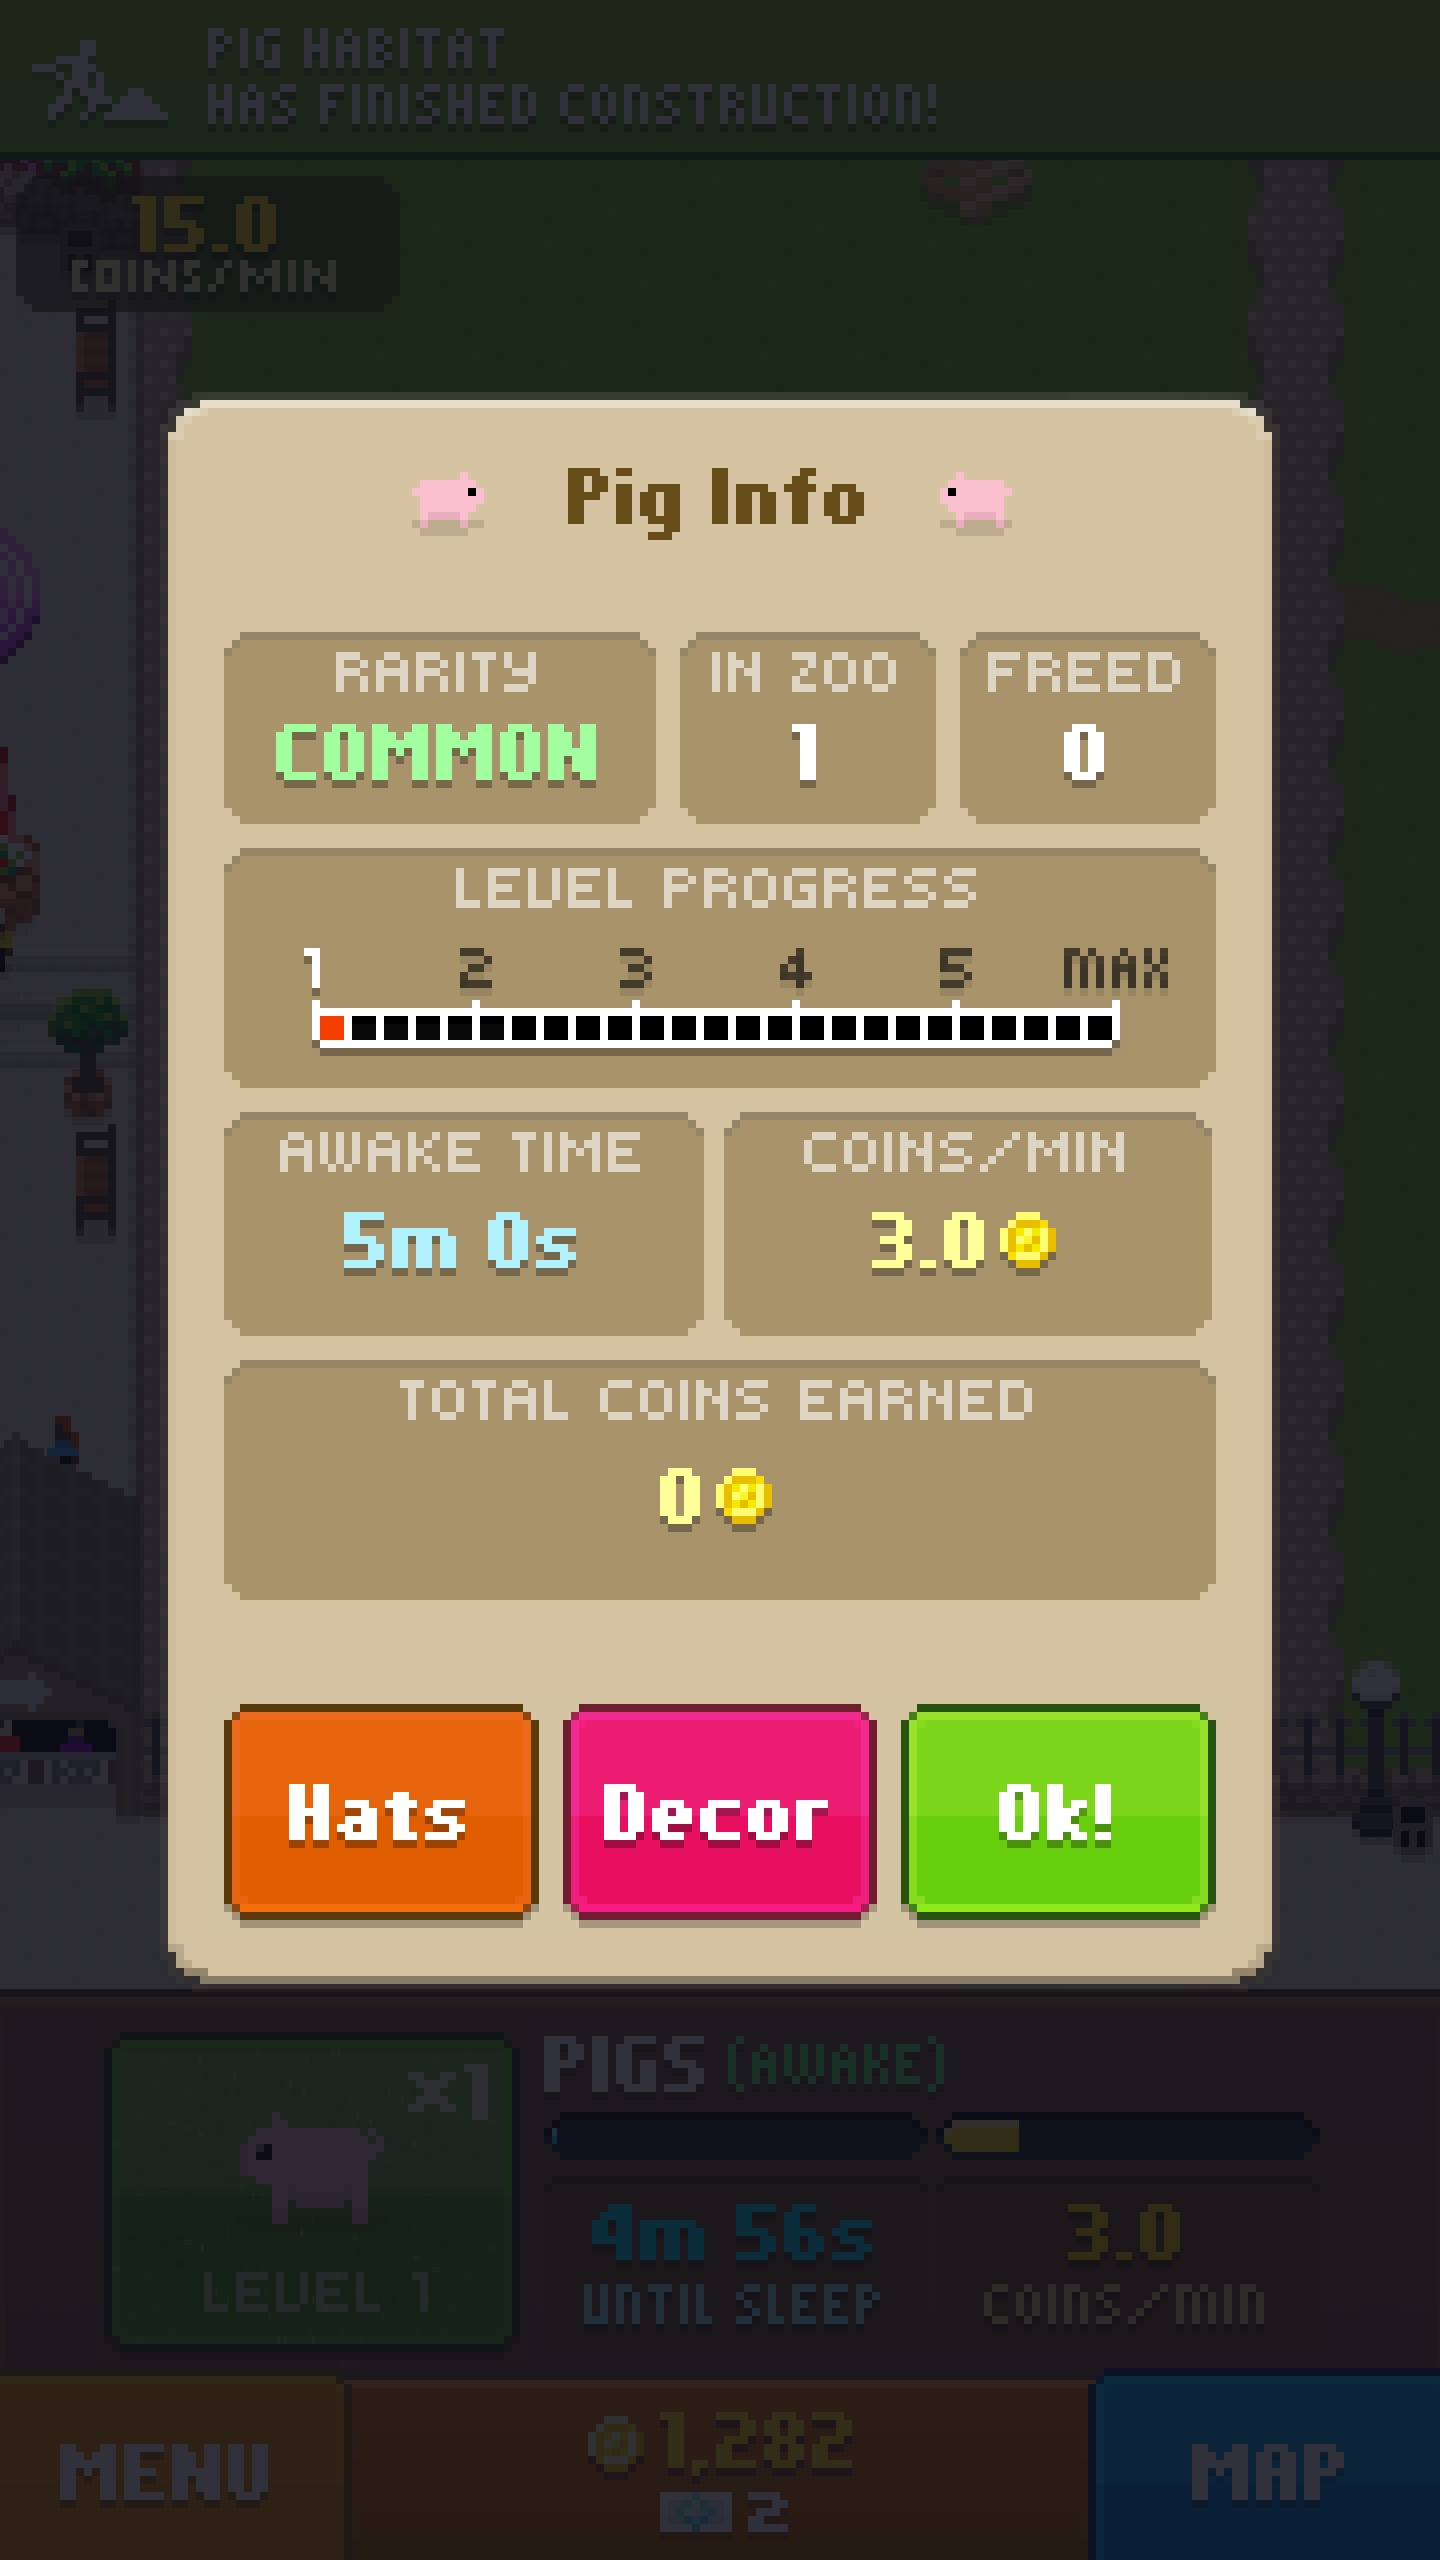 PIG HABITAT
HAS FINISHED CONSTRUCTION!
15.0
COINS/MIN
Pig Info
RARITY
COMMON
IN ZOO
1
FREED
0
LEVEL PROGRESS
1 2 3 4 5 MAX
AWAKE TIME
5m 0s
COINS/MIN
3.0
TOTAL COINS EARNED
0
Hats
Decor
Ok!
x1
LEVEL 1
PIGS (AWAKE)
4m 56s
UNTIL SLEEP
3.0
COINS/MIN
MENU
1,282
2
MAP